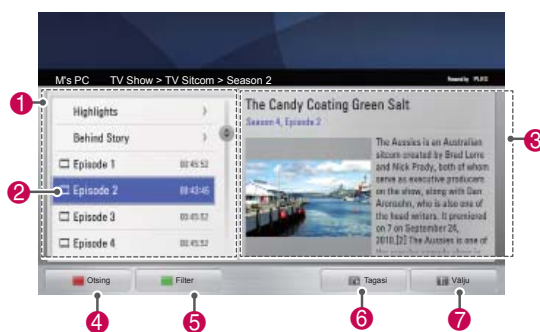 M's PC TV Show > TV Sitcom > Season 2
Powered by PLEX
1
Highlights
Behind Story
Episode 1 00:45:52
2
Episode 2 00:43:46
Episode 3 00:45:52
Episode 4 00:45:52
The Candy Coating Green Salt
Season 4, Episode 2
The Aussies is an Australian
sitcom created by Brad Lorre
and Nick Prady, both of whom
serve as executive producers
on the show, along with Dan
Aronsohn, who is also one of
the head writers. It premiered
on 7 on September 24,
2010.[2] The Aussies is one of
3
Otsing
Filter
Tagasi
Välju
4
5
6
7